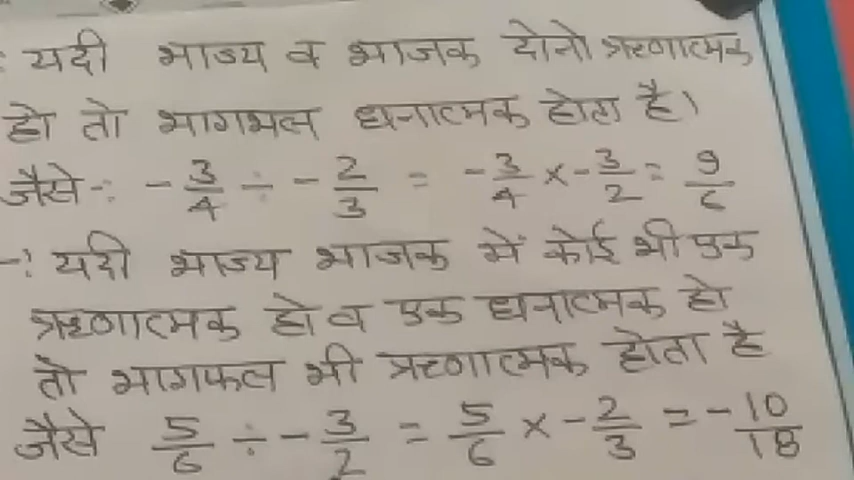 : यदी भाज्य व भाजक दोनो ऋणात्मक
हो तो भागफल धनात्मक होता है।
जैसे -: - 3/4 ÷ - 2/3 = - 3/4 × - 3/2 = 9/6
-: यदी भाज्य भाजक में कोई भी एक
ऋणात्मक हो व एक धनात्मक हो
तो भागफल भी ऋणात्मक होता है
जैसे 5/6 ÷ - 3/2 = 5/6 × - 2/3 = - 10/18